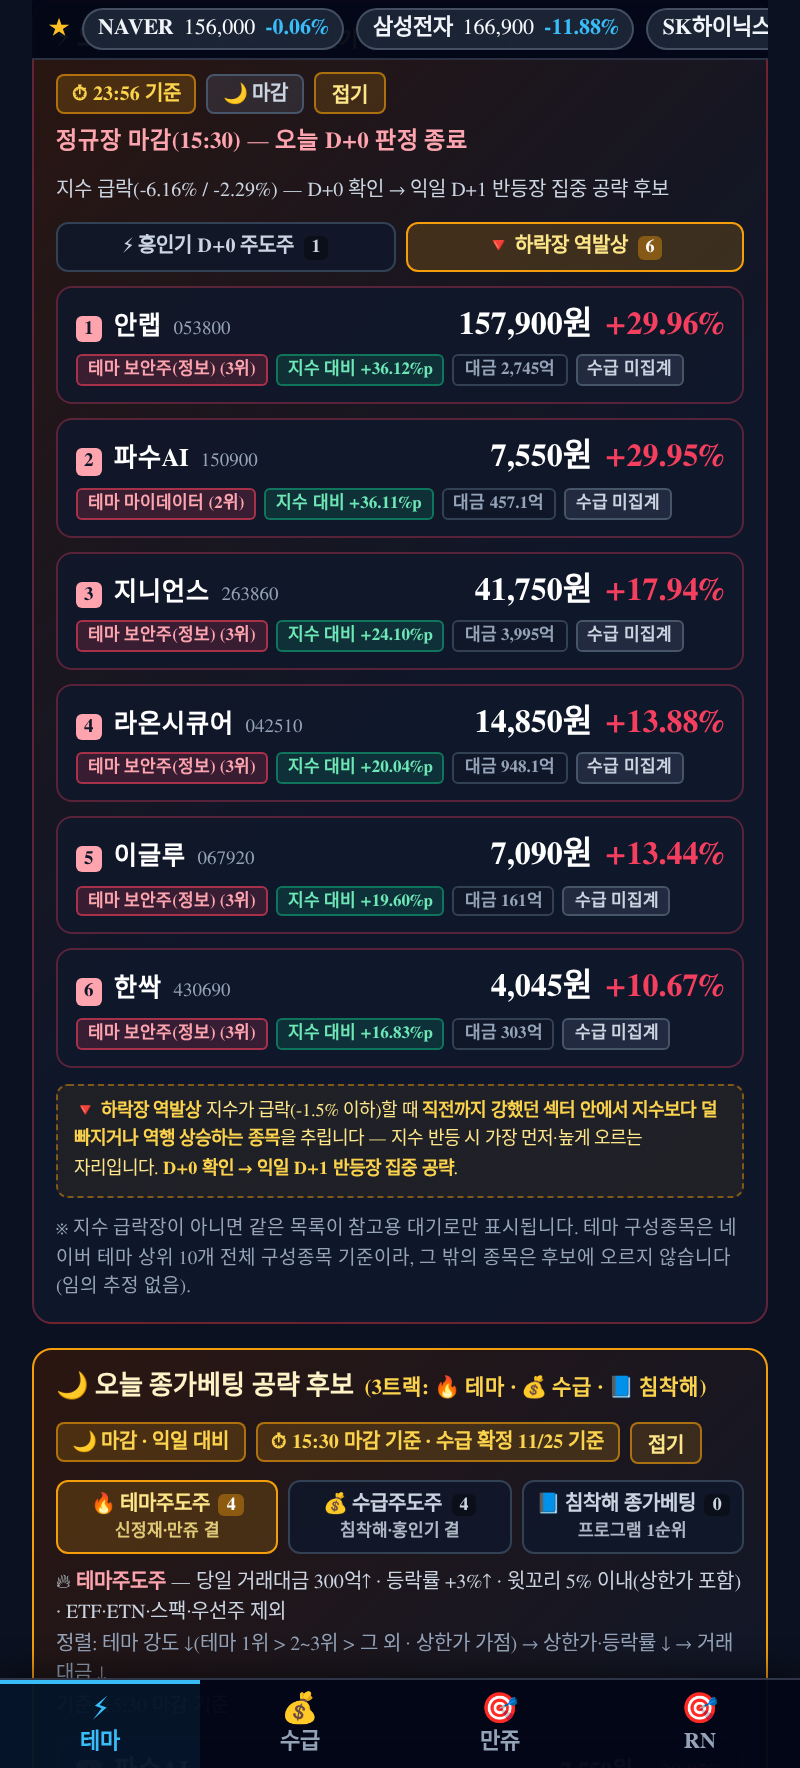 ★ NAVER 156,000 -0.06% 삼성전자 166,900 -11.88% SK하이닉스
⏱ 23:56 기준 🌙 마감 접기
정규장 마감(15:30) — 오늘 D+0 판정 종료
지수 급락(-6.16% / -2.29%) — D+0 확인 → 익일 D+1 반등장 집중 공략 후보
⚡ 홍인기 D+0 주도주 1 🔻 하락장 역발상 6
1 안랩 053800 157,900원 +29.96%
테마 보안주(정보) (3위) 지수 대비 +36.12%p 대금 2,745억 수급 미집계
2 파수AI 150900 7,550원 +29.95%
테마 마이데이터 (2위) 지수 대비 +36.11%p 대금 457.1억 수급 미집계
3 지니언스 263860 41,750원 +17.94%
테마 보안주(정보) (3위) 지수 대비 +24.10%p 대금 3,995억 수급 미집계
4 라온시큐어 042510 14,850원 +13.88%
테마 보안주(정보) (3위) 지수 대비 +20.04%p 대금 948.1억 수급 미집계
5 이글루 067920 7,090원 +13.44%
테마 보안주(정보) (3위) 지수 대비 +19.60%p 대금 161억 수급 미집계
6 한싹 430690 4,045원 +10.67%
테마 보안주(정보) (3위) 지수 대비 +16.83%p 대금 303억 수급 미집계
🔻 하락장 역발상 지수가 급락(-1.5% 이하)할 때 직전까지 강했던 섹터 안에서 지수보다 덜
빠지거나 역행 상승하는 종목을 추립니다 — 지수 반등 시 가장 먼저·높게 오르는
자리입니다. D+0 확인 → 익일 D+1 반등장 집중 공략.
※ 지수 급락장이 아니면 같은 목록이 참고용 대기로만 표시됩니다. 테마 구성종목은 네
이버 테마 상위 10개 전체 구성종목 기준이라, 그 밖의 종목은 후보에 오르지 않습니다
(임의 추정 없음).
🌙 오늘 종가베팅 공략 후보 (3트랙: 🔥 테마 · 💰 수급 · 📘 침착해)
🌙 마감 · 익일 대비 ⏱ 15:30 마감 기준 · 수급 확정 11/25 기준 접기
🔥 테마주도주 4 💰 수급주도주 4 📘 침착해 종가베팅 0
신정재·만쥬 결 침착해·홍인기 결 프로그램 1순위
🔥 테마주도주 — 당일 거래대금 300억↑ · 등락률 +3%↑ · 윗꼬리 5% 이내(상한가 포함)
· ETF·ETN·스팩·우선주 제외
정렬: 테마 강도 ↓(테마 1위 > 2~3위 > 그 외 · 상한가 가점) → 상한가·등락률 ↓ → 거래
대금 ↓
⚡ 💰 🎯 🎯
테마 수급 만쥬 RN